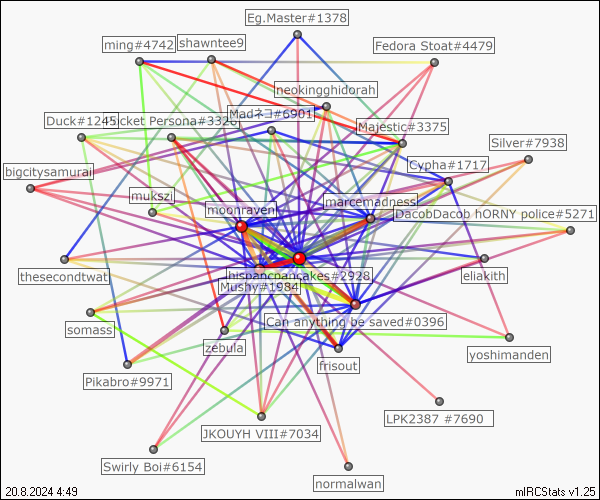 Eg.Master#1378
ming#4742
shawntee9
Fedora Stoat#4479
neokingghidorah
Duck#1245
icket Persona#3320
Madネヨ#6901
Majestic#3375
Silver#7938
Cypha#1717
bigcitysamurai
mukszi
marcemadness
moonraven
DacobDacob hORNY police#5271
thesecondtwat
hispancpancakes#2928
eliakith
Mushy#1984
Can anything be saved#0396
somass
zebula
yoshimanden
frisout
Pikabro#9971
LPK2387 #7690
JKOUYH VIII#7034
Swirly Boi#6154
normalwan
20.8.2024 4:49
mIRCStats v1.25